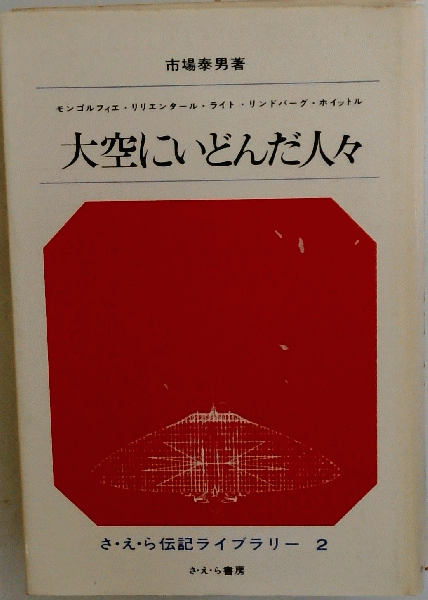 市場泰男著
モンゴルフィエ・リリエンタール・ライト・リンドバーグ・ホイットル
大空にいどんだ人々
さ・え・ら伝記ライブラリー 2
さ・え・ら書房